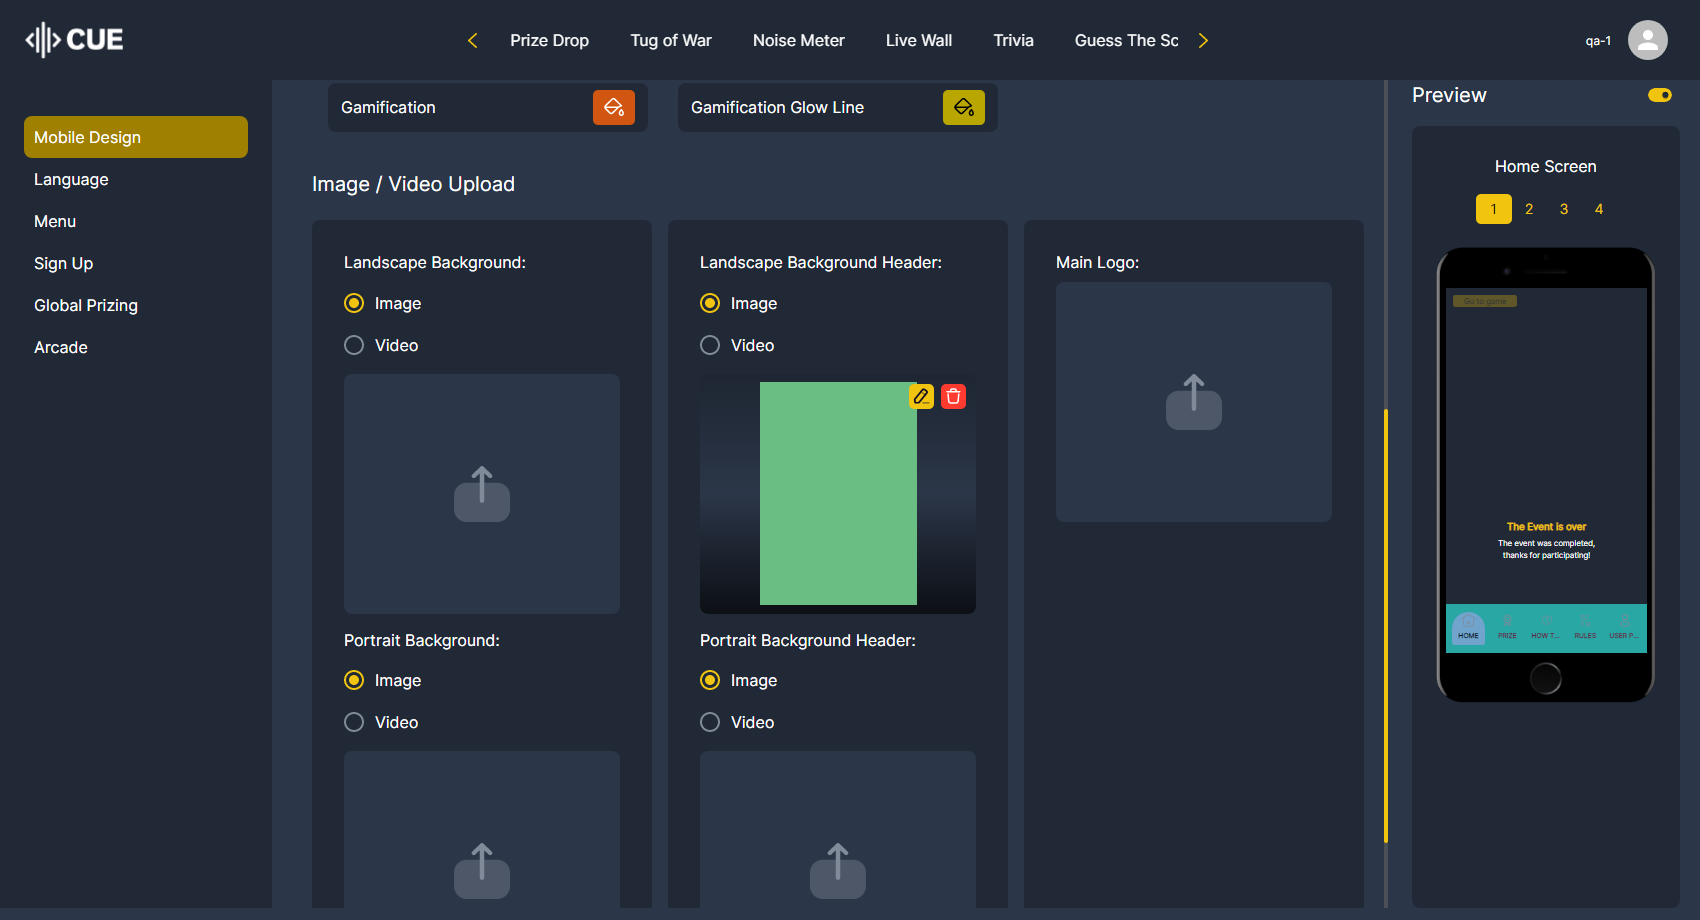 CUE
Prize Drop
Tug of War
Noise Meter
Live Wall
Trivia
Guess The Sc
qa-1
Mobile Design
Language
Menu
Sign Up
Global Prizing
Arcade
Gamification
Gamification Glow Line
Image / Video Upload
Landscape Background:
Image
Video
Portrait Background:
Image
Video
Landscape Background Header:
Image
Video
Portrait Background Header:
Image
Video
Main Logo:
Preview
Home Screen
1 2 3 4
Go to game
The Event is over
The event was completed,
thanks for participating!
HOME
PRIZE
HOW T...
RULES
USER P...